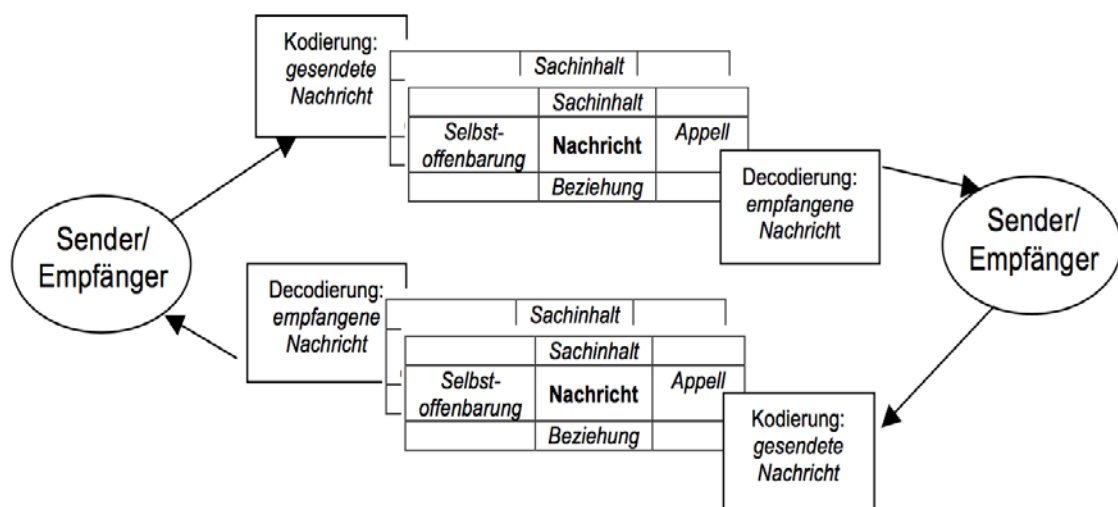 Kodierung:
gesendete
Nachricht
Sachinhalt
Sachinhalt
Selbst-
offenbarung
Nachricht
Appell
Beziehung
Decodierung:
empfangene
Nachricht
Sender/
Empfänger
Sender/
Empfänger
Decodierung:
empfangene
Nachricht
Sachinhalt
Sachinhalt
Selbst-
offenbarung
Nachricht
Appell
Beziehung
Kodierung:
gesendete
Nachricht